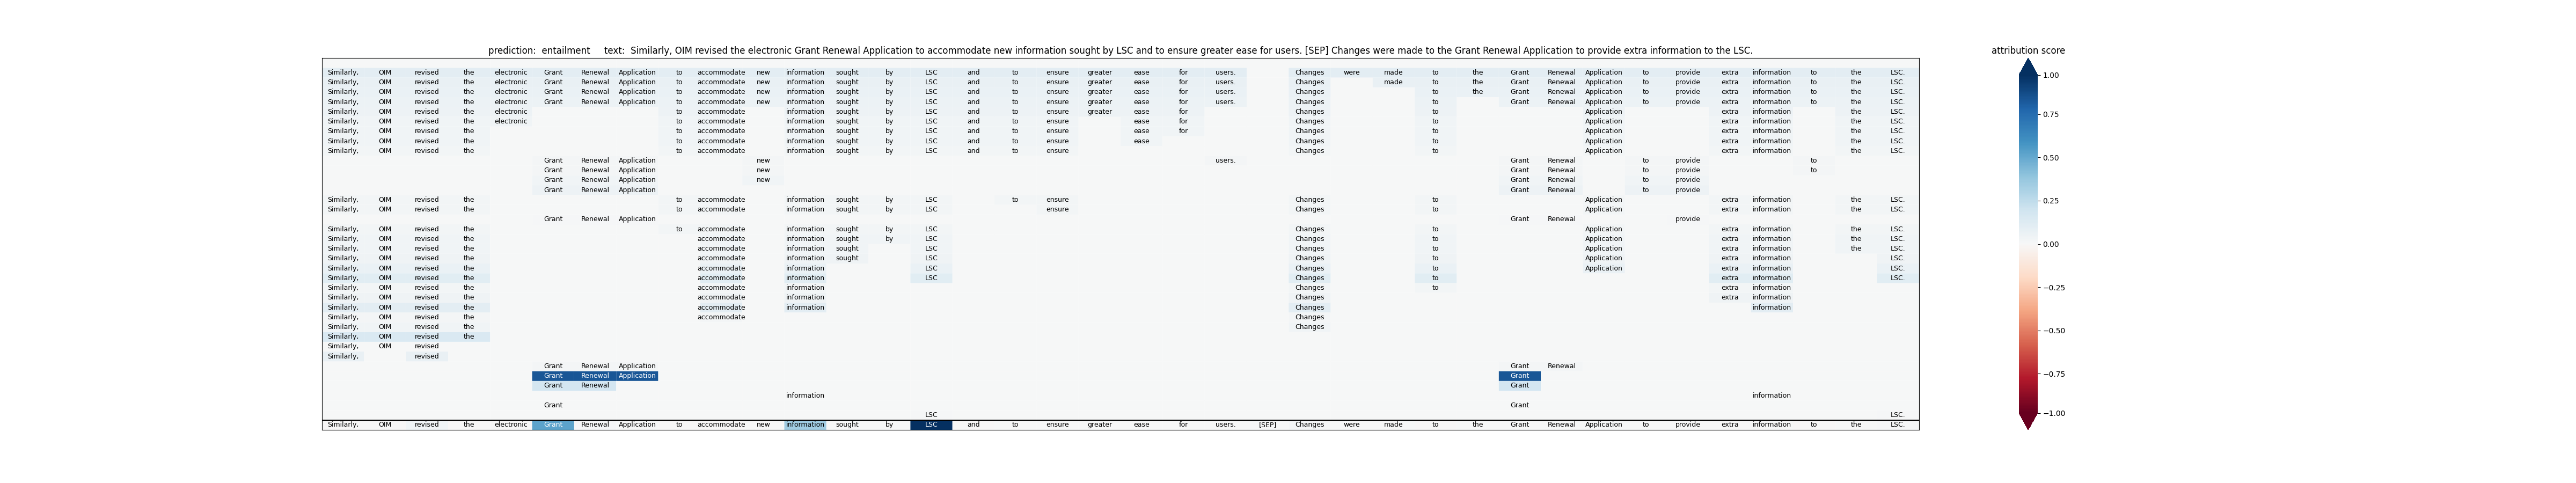 prediction: entailment text: Similarly, OIM revised the electronic Grant Renewal Application to accommodate new information sought by LSC and to ensure greater ease for users. [SEP] Changes were made to the Grant Renewal Application to provide extra information to the LSC.
Similarly, OIM revised the electronic Grant Renewal Application to accommodate new information sought by LSC and to ensure greater ease for users. Changes were made to the Grant Renewal Application to provide extra information to the LSC.
Similarly, OIM revised the electronic Grant Renewal Application to accommodate new information sought by LSC and to ensure greater ease for users. Changes made to the Grant Renewal Application to provide extra information to the LSC.
Similarly, OIM revised the electronic Grant Renewal Application to accommodate new information sought by LSC and to ensure greater ease for users. Changes to the Grant Renewal Application to provide extra information to the LSC.
Similarly, OIM revised the electronic Grant Renewal Application to accommodate new information sought by LSC and to ensure greater ease for users. Changes to Grant Renewal Application to provide extra information to the LSC.
Similarly, OIM revised the electronic to accommodate information sought by LSC and to ensure greater ease for Changes to Application extra information the LSC.
Similarly, OIM revised the electronic to accommodate information sought by LSC and to ensure ease for Changes to Application extra information the LSC.
Similarly, OIM revised the to accommodate information sought by LSC and to ensure ease for Changes to Application extra information the LSC.
Similarly, OIM revised the to accommodate information sought by LSC and to ensure ease Changes to Application extra information the LSC.
Similarly, OIM revised the to accommodate information sought by LSC and to ensure Changes to Application extra information the LSC.
Grant Renewal Application new users. Grant Renewal to provide to
Grant Renewal Application new Grant Renewal to provide to
Grant Renewal Application new Grant Renewal to provide
Grant Renewal Application Grant Renewal to provide
Similarly, OIM revised the to accommodate information sought by LSC to ensure Changes to Application extra information the LSC.
Similarly, OIM revised the to accommodate information sought by LSC ensure Changes to Application extra information the LSC.
Grant Renewal Application Grant Renewal provide
Similarly, OIM revised the to accommodate information sought by LSC Changes to Application extra information the LSC.
Similarly, OIM revised the accommodate information sought by LSC Changes to Application extra information the LSC.
Similarly, OIM revised the accommodate information sought LSC Changes to Application extra information the LSC.
Similarly, OIM revised the accommodate information sought LSC Changes to Application extra information LSC.
Similarly, OIM revised the accommodate information LSC Changes to Application extra information LSC.
Similarly, OIM revised the accommodate information LSC Changes to extra information LSC.
Similarly, OIM revised the accommodate information Changes to extra information
Similarly, OIM revised the accommodate information Changes extra information
Similarly, OIM revised the accommodate information Changes information
Similarly, OIM revised the accommodate Changes
Similarly, OIM revised the Changes
Similarly, OIM revised the
Similarly, OIM revised
Similarly, revised
Grant Renewal Application Grant Renewal
Grant Renewal Application Grant
Grant Renewal Grant
information information
Grant Grant
LSC LSC.
Similarly, OIM revised the electronic Grant Renewal Application to accommodate new information sought by LSC and to ensure greater ease for users. [SEP] Changes were made to the Grant Renewal Application to provide extra information to the LSC.
attribution score
1.00
0.75
0.50
0.25
0.00
−0.25
−0.50
−0.75
−1.00